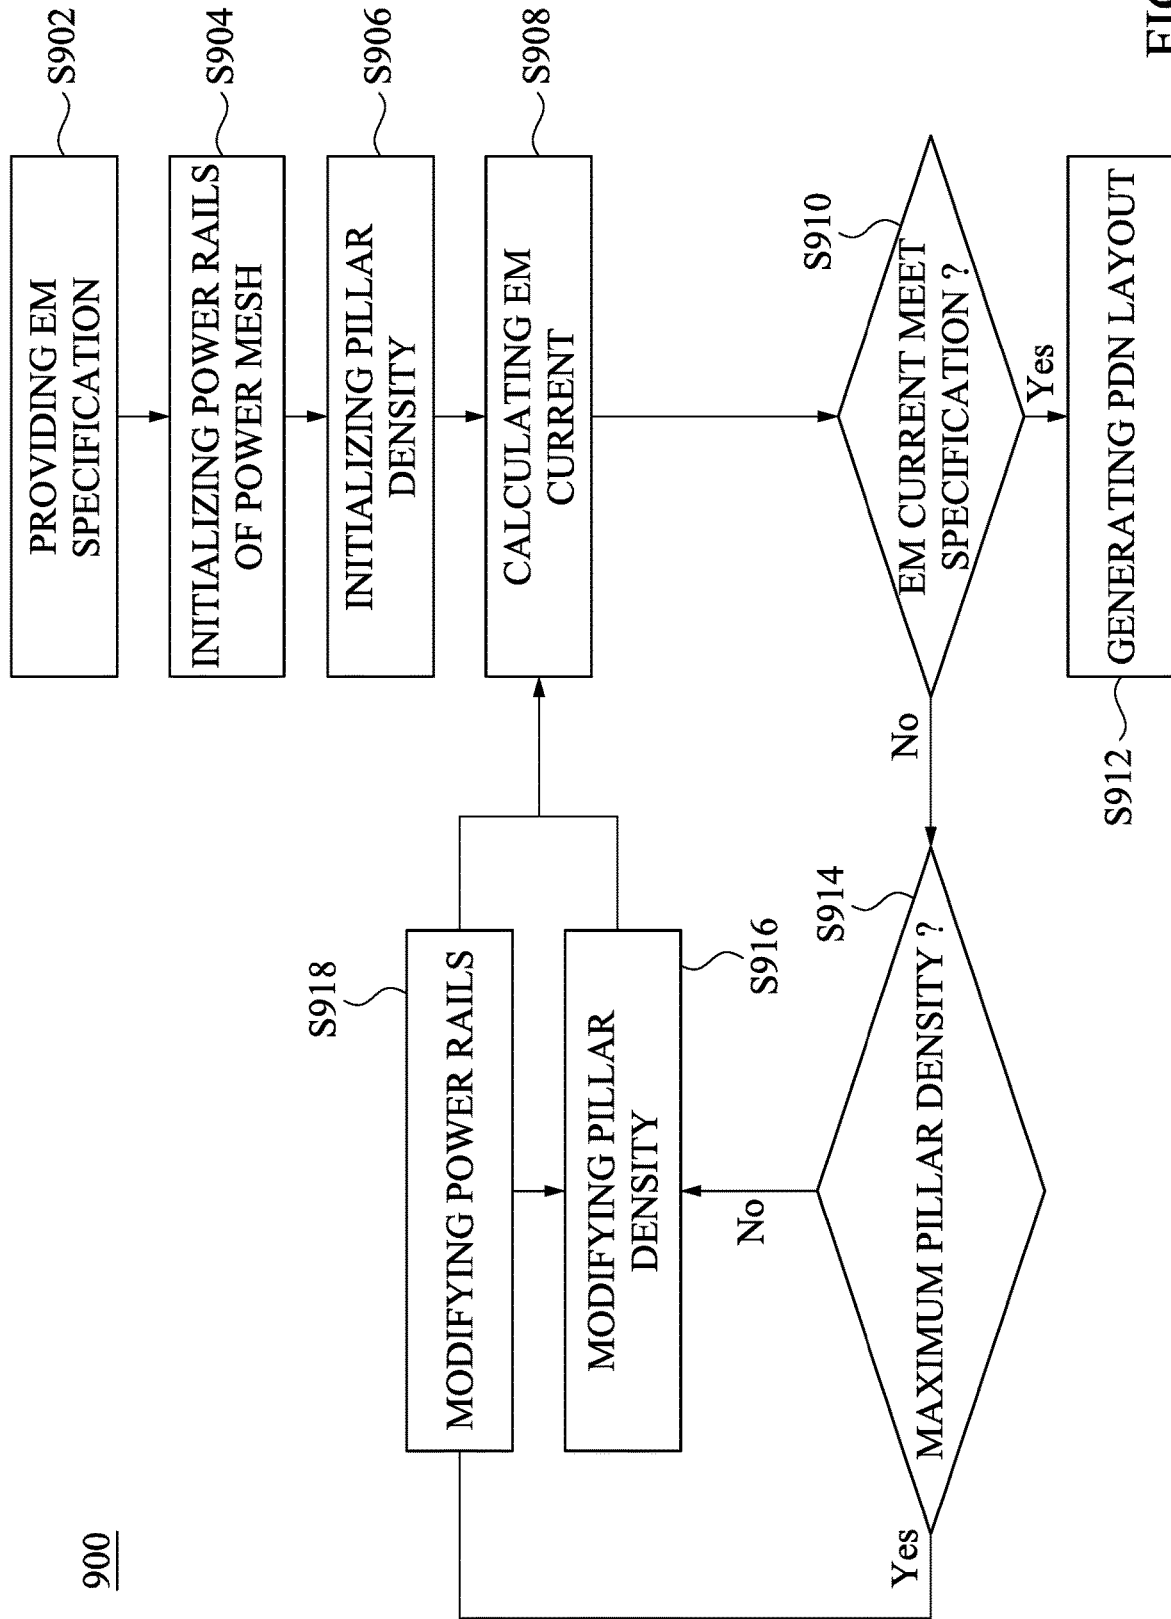 900
PROVIDING EM
SPECIFICATION
S902
INITIALIZING POWER RAILS
OF POWER MESH
S904
INITIALIZING PILLAR
DENSITY
S906
CALCULATING EM
CURRENT
S908
EM CURRENT MEET
SPECIFICATION ?
S910
Yes
No
GENERATING PDN LAYOUT
S912
MAXIMUM PILLAR DENSITY ?
S914
No
Yes
MODIFYING PILLAR
DENSITY
S916
MODIFYING POWER RAILS
S918